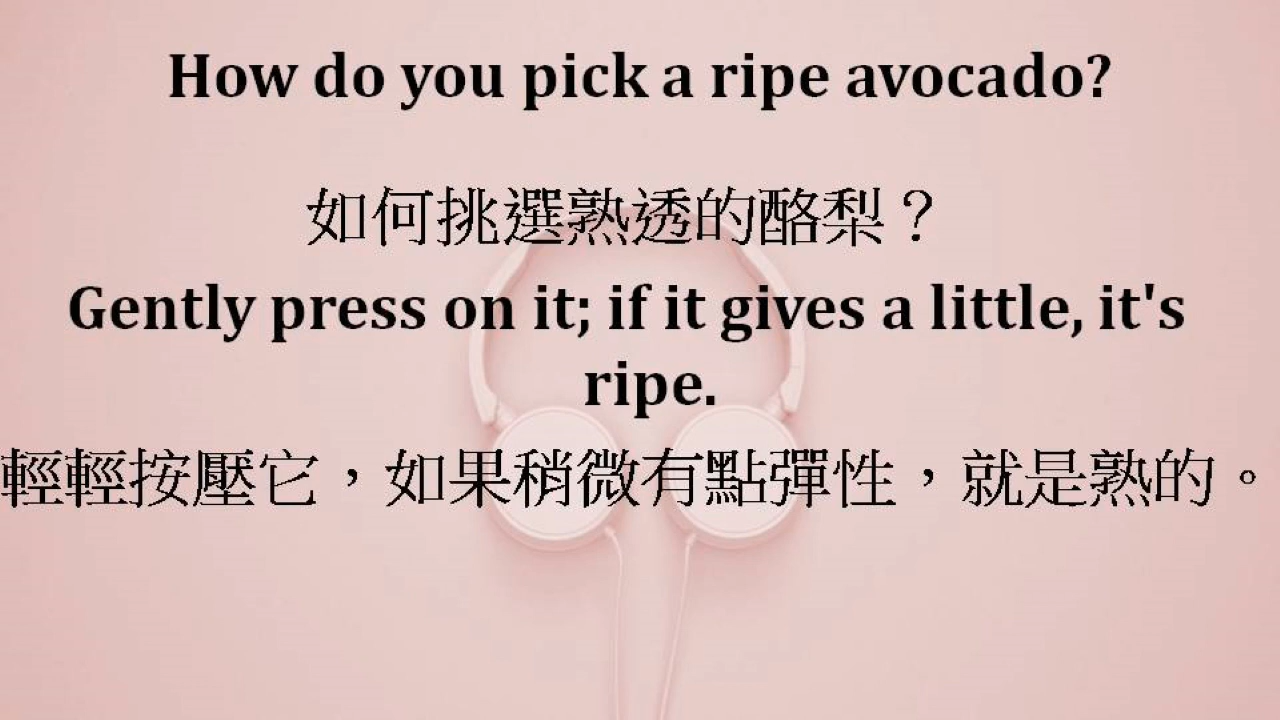 How do you pick a ripe avocado?
如何挑選熟透的酪梨？
Gently press on it; if it gives a little, it's
ripe.
輕輕按壓它，如果稍微有點彈性，就是熟的。